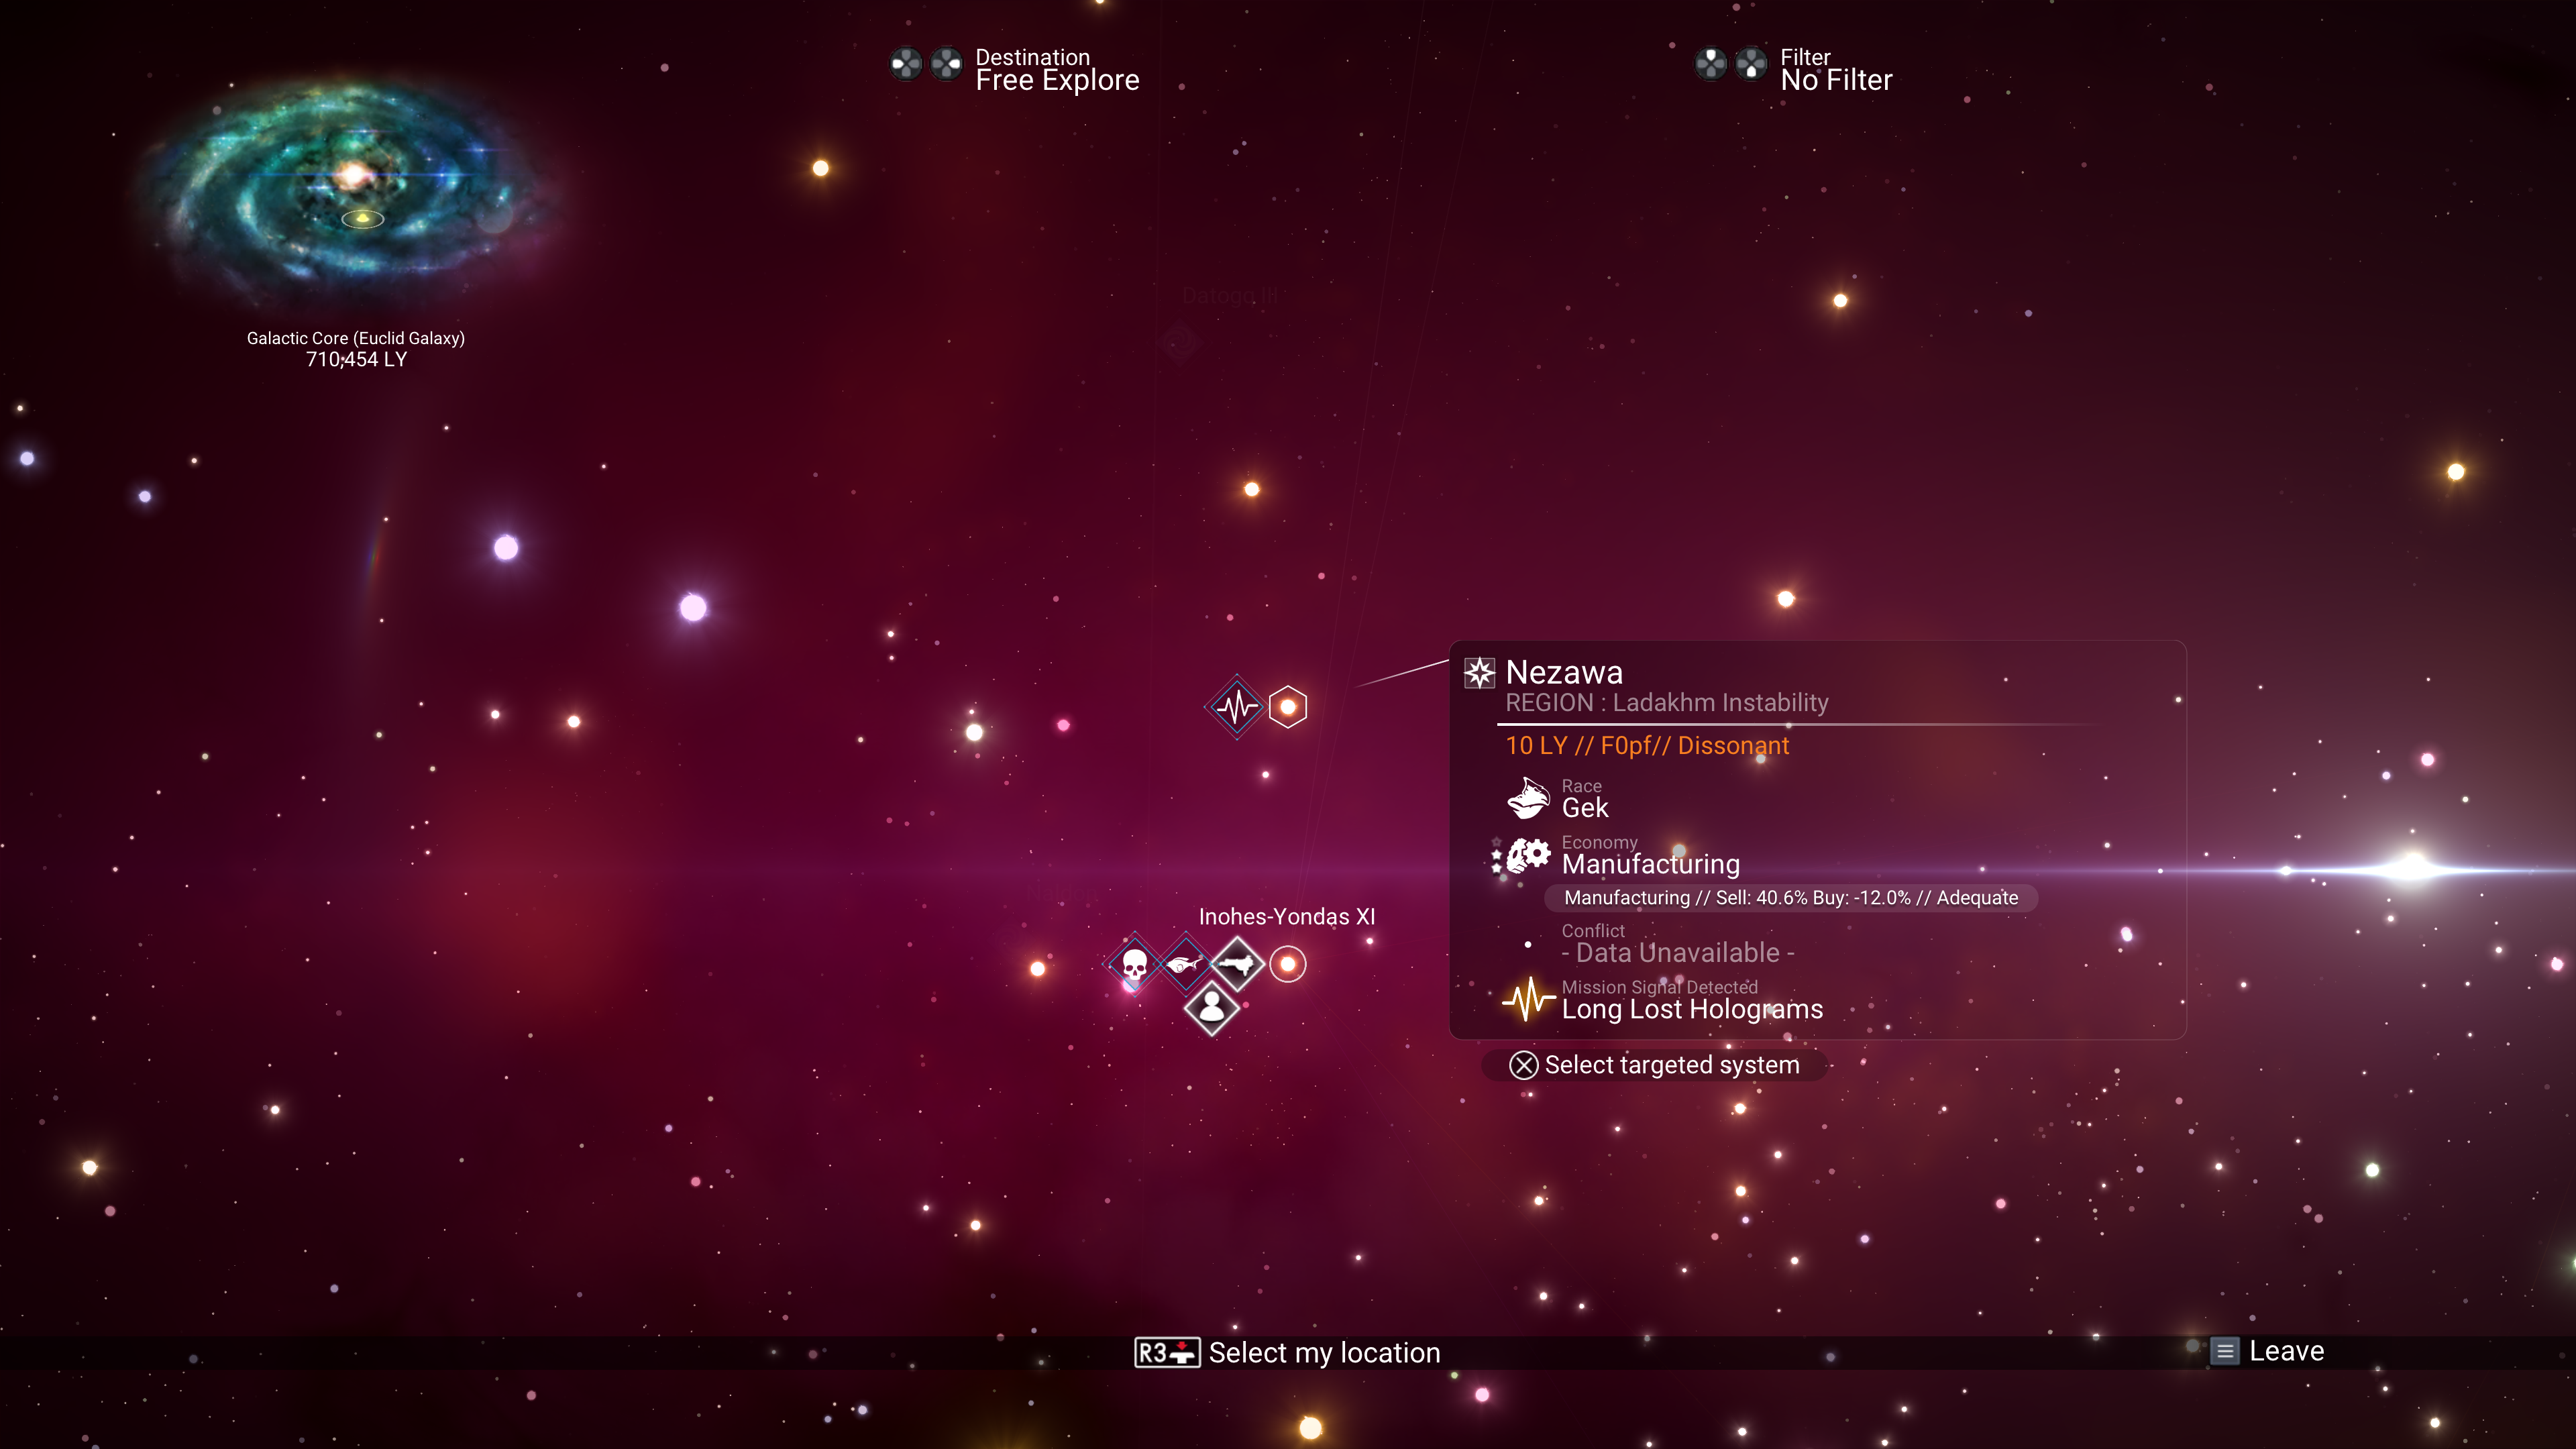 Destination
Free Explore
Filter
No Filter
Datogo III
Galactic Core (Euclid Galaxy)
710,454 LY
Nezawa
REGION : Ladakhm Instability
10 LY // F0pf// Dissonant
Race
Gek
Economy
Manufacturing
Manufacturing // Sell: 40.6% Buy: -12.0% // Adequate
Conflict
- Data Unavailable -
Mission Signal Detected
Long Lost Holograms
Inohes-Yondas XI
Select targeted system
R3 Select my location
Leave